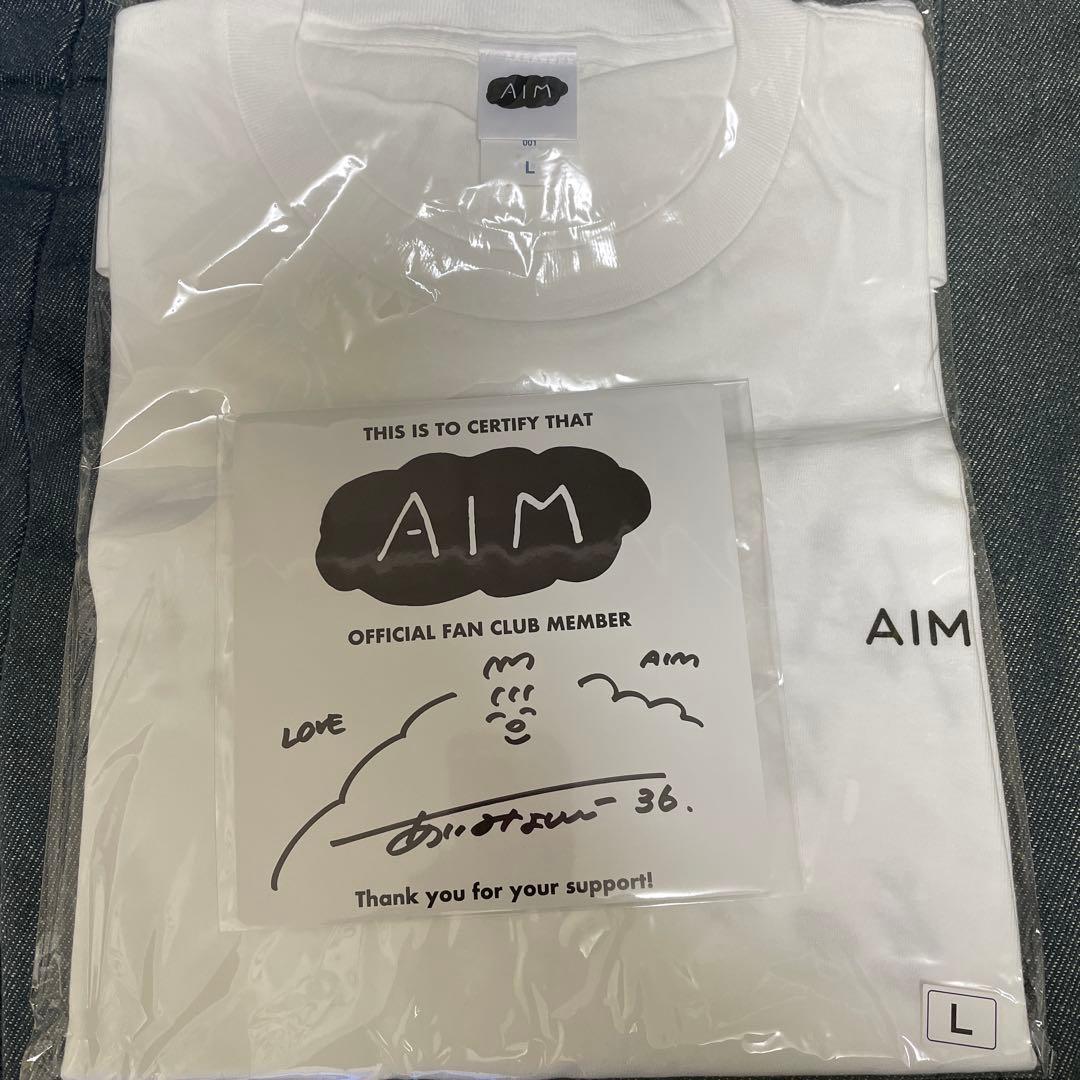 AIM
001
L
THIS IS TO CERTIFY THAT
AIM
OFFICIAL FAN CLUB MEMBER
AIM
LOVE
あいみょん 36.
Thank you for your support!
AIM
L